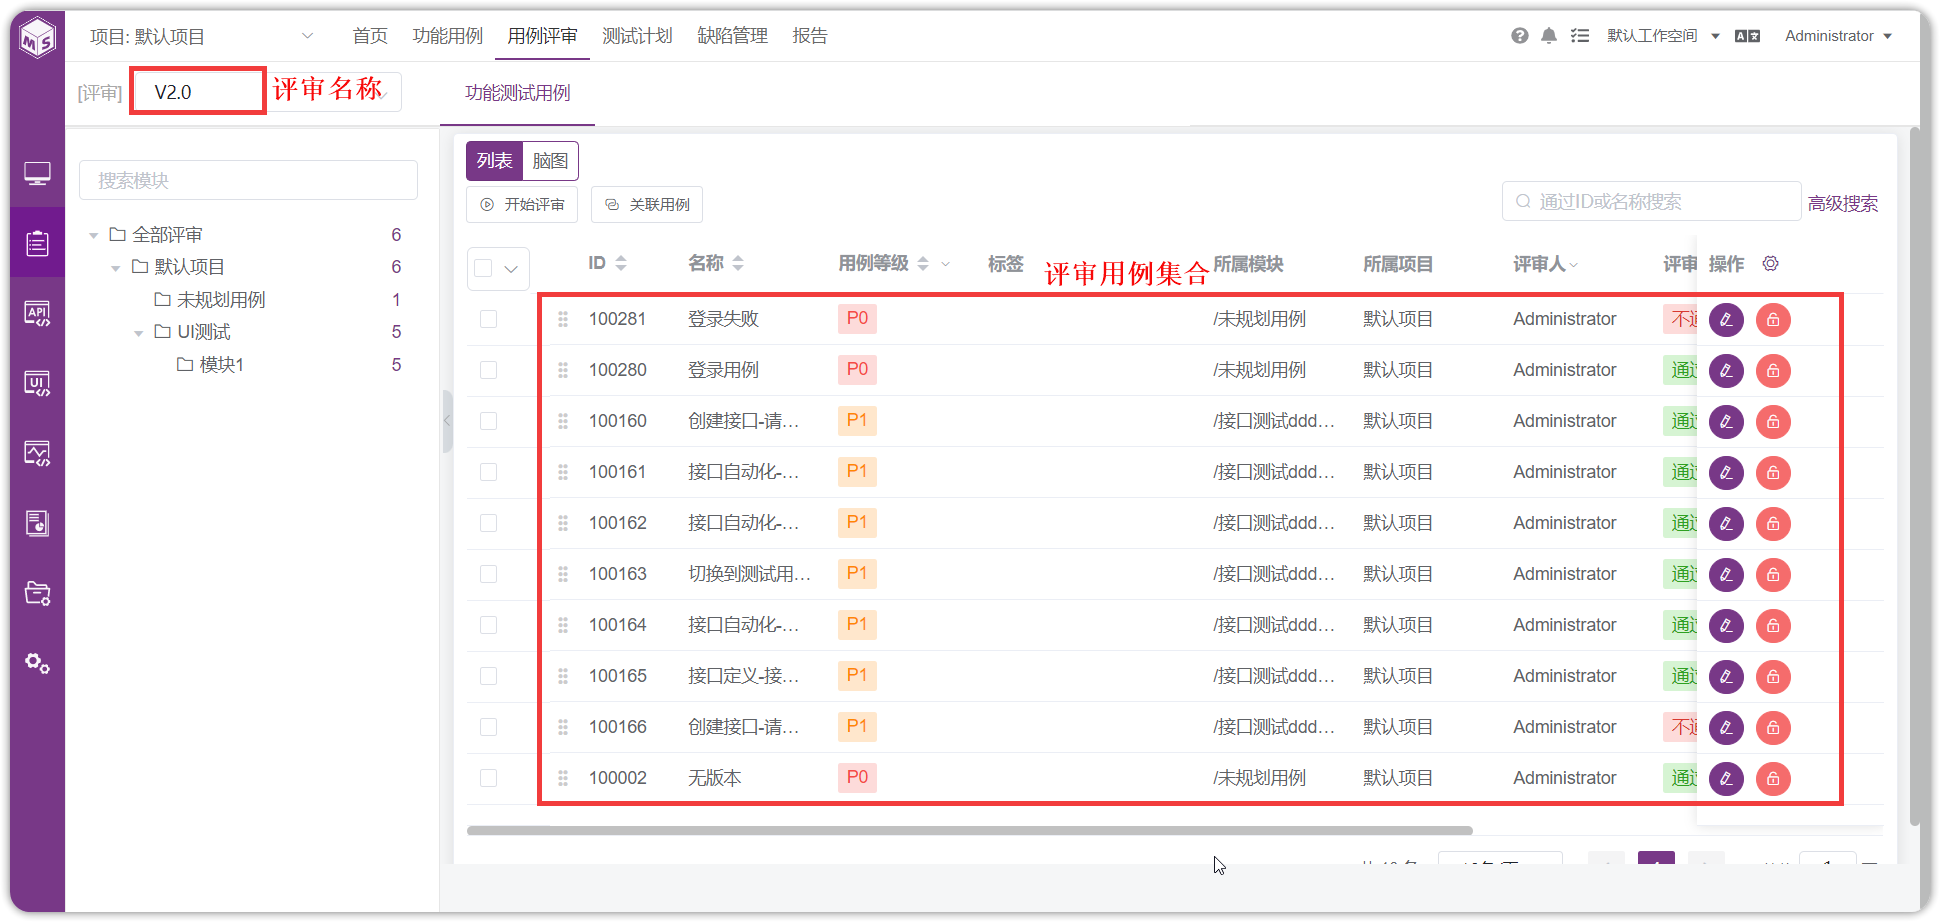 项目: 默认项目 首页 功能用例 用例评审 测试计划 缺陷管理 报告 默认工作空间 Administrator
[评审] V2.0 评审名称 功能测试用例
列表 脑图
搜索模块
开始评审 关联用例 通过ID或名称搜索 高级搜索
全部评审 6
默认项目 6
未规划用例 1
UI测试 5
模块1 5
ID 名称 用例等级 标签 评审用例集合 所属模块 所属项目 评审人 评审 操作
100281 登录失败 P0 /未规划用例 默认项目 Administrator 不通
100280 登录用例 P0 /未规划用例 默认项目 Administrator 通过
100160 创建接口-请... P1 /接口测试ddd... 默认项目 Administrator 通过
100161 接口自动化-... P1 /接口测试ddd... 默认项目 Administrator 通过
100162 接口自动化-... P1 /接口测试ddd... 默认项目 Administrator 通过
100163 切换到测试用... P1 /接口测试ddd... 默认项目 Administrator 通过
100164 接口自动化-... P1 /接口测试ddd... 默认项目 Administrator 通过
100165 接口定义-接... P1 /接口测试ddd... 默认项目 Administrator 通过
100166 创建接口-请... P1 /接口测试ddd... 默认项目 Administrator 不通
100002 无版本 P0 /未规划用例 默认项目 Administrator 通过